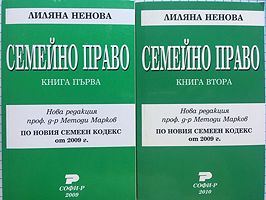 ЛИЛЯНА НЕНОВА
СЕМЕЙНО ПРАВО
КНИГА ПЪРВА
Нова редакция
проф. д-р Методи Марков
ПО НОВИЯ СЕМЕЕН КОДЕКС
от 2009 г.
СОФИ-Р
2009
ЛИЛЯНА НЕНОВА
СЕМЕЙНО ПРАВО
КНИГА ВТОРА
Нова редакция
проф. д-р Методи Марков
ПО НОВИЯ СЕМЕЕН КОДЕКС
от 2009 г.
СОФИ-Р
2010